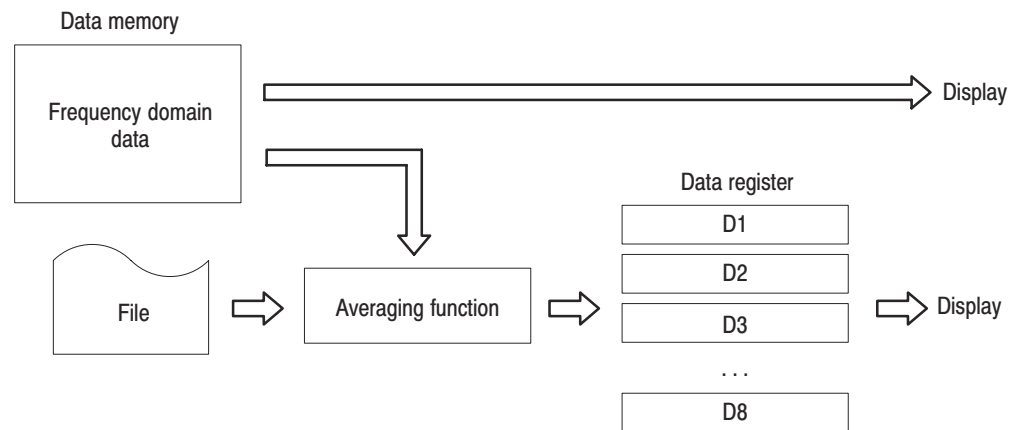 Data memory
Frequency domain
data
Display
Data register
D1
D2
File
Averaging function
D3
Display
. . .
D8